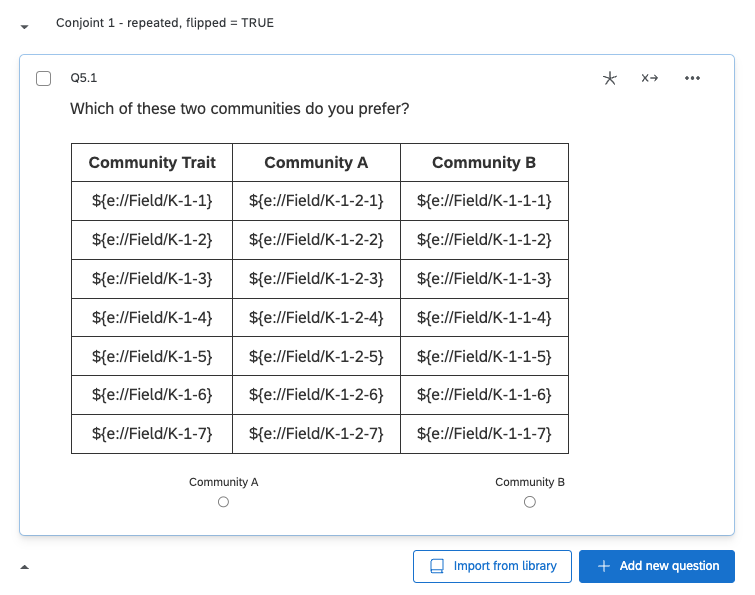 Conjoint 1 - repeated, flipped = TRUE
Q5.1
Which of these two communities do you prefer?
Community Trait Community A Community B
${e://Field/K-1-1} ${e://Field/K-1-2-1} ${e://Field/K-1-1-1}
${e://Field/K-1-2} ${e://Field/K-1-2-2} ${e://Field/K-1-1-2}
${e://Field/K-1-3} ${e://Field/K-1-2-3} ${e://Field/K-1-1-3}
${e://Field/K-1-4} ${e://Field/K-1-2-4} ${e://Field/K-1-1-4}
${e://Field/K-1-5} ${e://Field/K-1-2-5} ${e://Field/K-1-1-5}
${e://Field/K-1-6} ${e://Field/K-1-2-6} ${e://Field/K-1-1-6}
${e://Field/K-1-7} ${e://Field/K-1-2-7} ${e://Field/K-1-1-7}
Community A Community B
Import from library Add new question